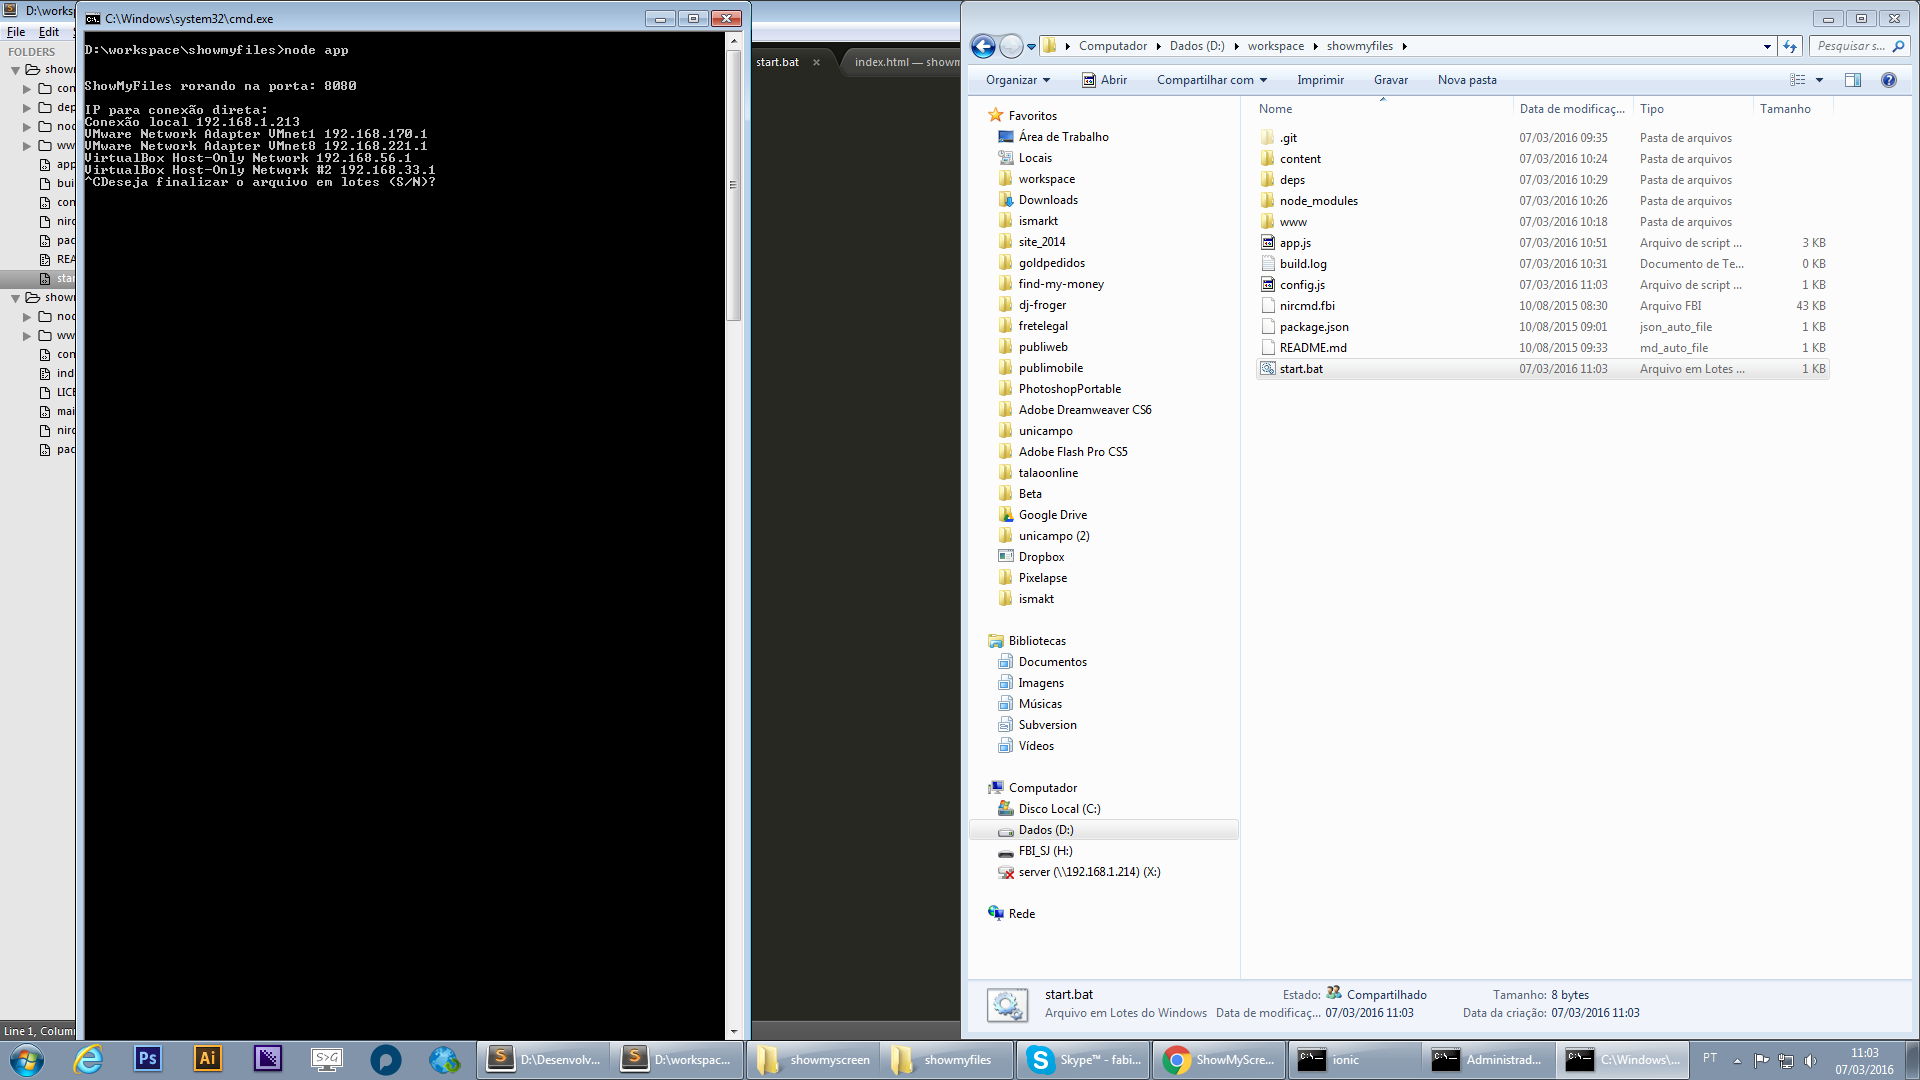 D:\worksp
File Edit S
FOLDERS
show
con
dep
nod
ww
app
bui
con
nirc
pac
REA
star
show
nod
ww
con
ind
LICE
mai
nirc
pac
Line 1, Column
C:\Windows\system32\cmd.exe
D:\workspace\showmyfiles>node app
ShowMyFiles rorando na porta: 8080
IP para conexão direta:
Conexão local 192.168.1.213
VMware Network Adapter VMnet1 192.168.170.1
VMware Network Adapter VMnet8 192.168.221.1
VirtualBox Host-Only Network 192.168.56.1
VirtualBox Host-Only Network #2 192.168.33.1
^CDeseja finalizar o arquivo em lotes (S/N)?
start.bat × index.html — showm
Computador Dados (D:) workspace showmyfiles
Pesquisar s...
Organizar Abrir Compartilhar com Imprimir Gravar Nova pasta
Favoritos
Área de Trabalho
Locais
workspace
Downloads
ismarkt
site_2014
goldpedidos
find-my-money
dj-froger
fretelegal
publiweb
publimobile
PhotoshopPortable
Adobe Dreamweaver CS6
unicampo
Adobe Flash Pro CS5
talaoonline
Beta
Google Drive
unicampo (2)
Dropbox
Pixelapse
ismakt
Bibliotecas
Documentos
Imagens
Músicas
Subversion
Vídeos
Computador
Disco Local (C:)
Dados (D:)
FBI_SJ (H:)
server (\\192.168.1.214) (X:)
Rede
Nome Data de modificaç... Tipo Tamanho
.git 07/03/2016 09:35 Pasta de arquivos
content 07/03/2016 10:24 Pasta de arquivos
deps 07/03/2016 10:29 Pasta de arquivos
node_modules 07/03/2016 10:26 Pasta de arquivos
www 07/03/2016 10:18 Pasta de arquivos
app.js 07/03/2016 10:51 Arquivo de script ... 3 KB
build.log 07/03/2016 10:31 Documento de Te... 0 KB
config.js 07/03/2016 11:03 Arquivo de script ... 1 KB
nircmd.fbi 10/08/2015 08:30 Arquivo FBI 43 KB
package.json 10/08/2015 09:01 json_auto_file 1 KB
README.md 10/08/2015 09:33 md_auto_file 1 KB
start.bat 07/03/2016 11:03 Arquivo em Lotes ... 1 KB
start.bat Estado: Compartilhado Tamanho: 8 bytes
Arquivo em Lotes do Windows Data de modificaç... 07/03/2016 11:03 Data da criação: 07/03/2016 11:03
Ps Ai S>G D:\Desenvolv... D:\workspac... showmyscreen showmyfiles Skype™ - fabi... ShowMyScre... ionic Administrad... C:\Windows\... PT 11:03
07/03/2016